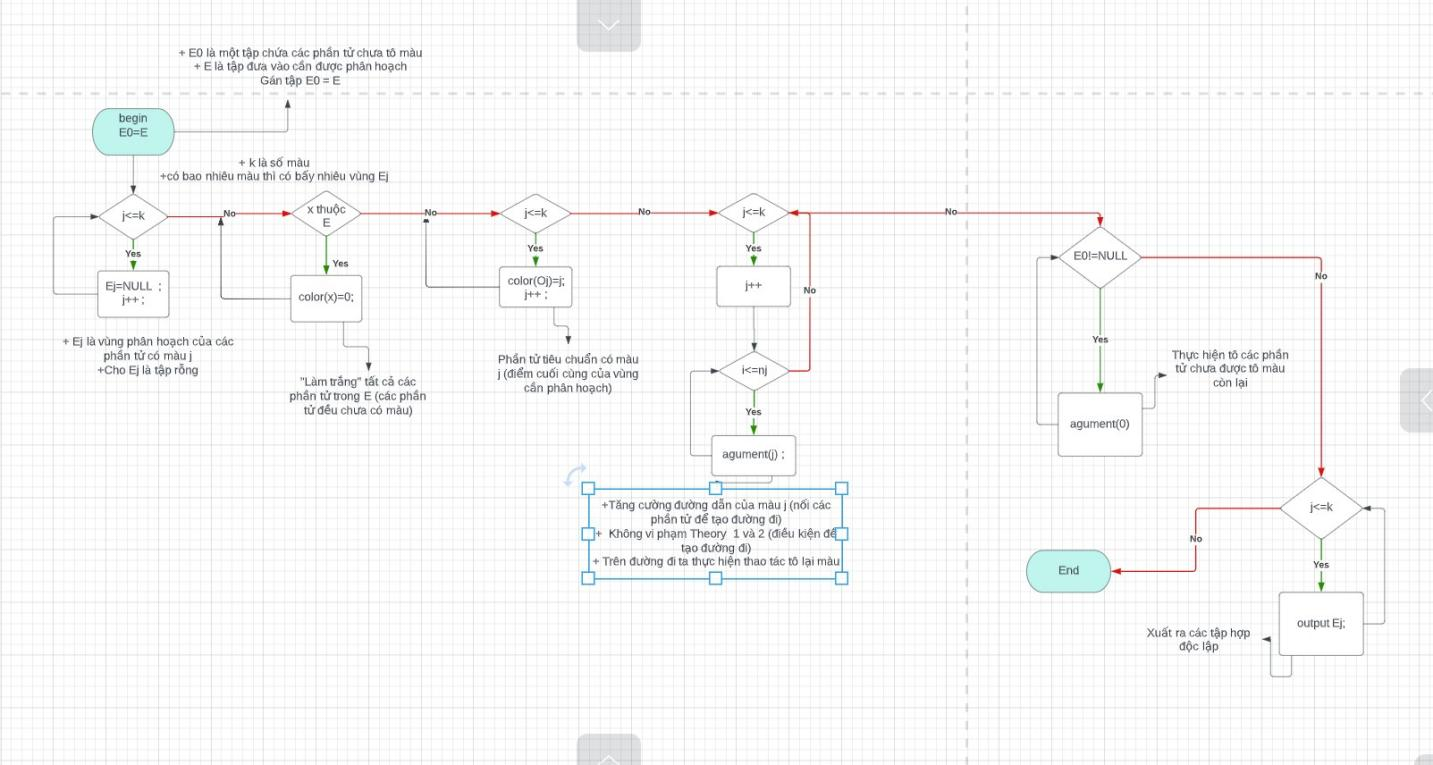 + E0 là một tập chứa các phần tử chưa tô màu
+ E là tập đưa vào cần được phân hoạch
Gán tập E0 = E
begin
E0=E
+ k là số màu
+có bao nhiêu màu thì có bấy nhiêu vùng Ej
j<=k
No
x thuộc
E
No
j<=k
No
j<=k
No
Yes
Yes
Yes
Yes
E0!=NULL
No
Ej=NULL ;
j++ ;
color(x)=0;
color(Oj)=j;
j++ ;
j++
No
+ Ej là vùng phân hoạch của các
phần tử có màu j
+Cho Ej là tập rỗng
"Làm trắng" tất cả các
phần tử trong E (các phần
tử đều chưa có màu)
Phần tử tiêu chuẩn có màu
j (điểm cuối cùng của vùng
cần phân hoạch)
i<=nj
Yes
agument(j) ;
+Tăng cường đường dẫn của màu j (nối các
phần tử để tạo đường đi)
+ Không vi phạm Theory 1 và 2 (điều kiện để
tạo đường đi)
+ Trên đường đi ta thực hiện thao tác tô lại màu
Yes
Thực hiện tô các phần
tử chưa được tô màu
còn lại
agument(0)
j<=k
No
Yes
End
output Ej;
Xuất ra các tập hợp
độc lập